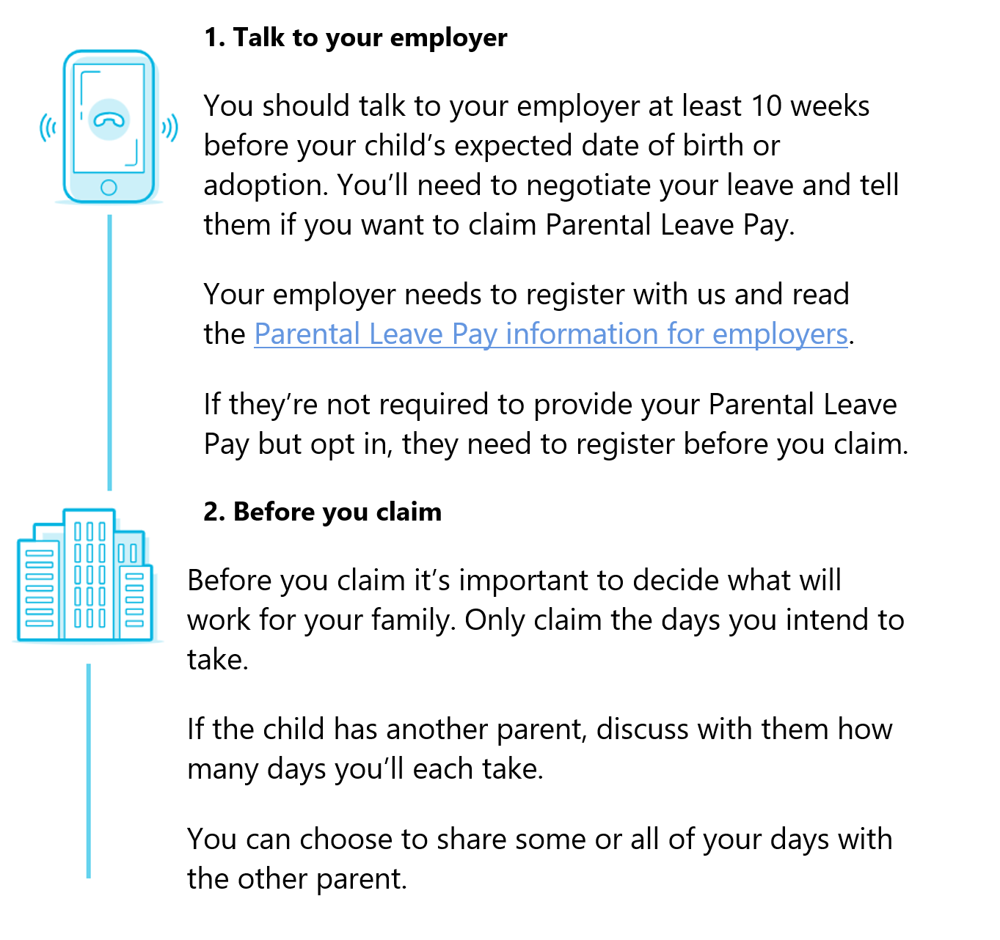 1. Talk to your employer
You should talk to your employer at least 10 weeks
before your child’s expected date of birth or
adoption. You’ll need to negotiate your leave and tell
them if you want to claim Parental Leave Pay.
Your employer needs to register with us and read
the Parental Leave Pay information for employers.
If they’re not required to provide your Parental Leave
Pay but opt in, they need to register before you claim.
2. Before you claim
Before you claim it’s important to decide what will
work for your family. Only claim the days you intend to
take.
If the child has another parent, discuss with them how
many days you’ll each take.
You can choose to share some or all of your days with
the other parent.